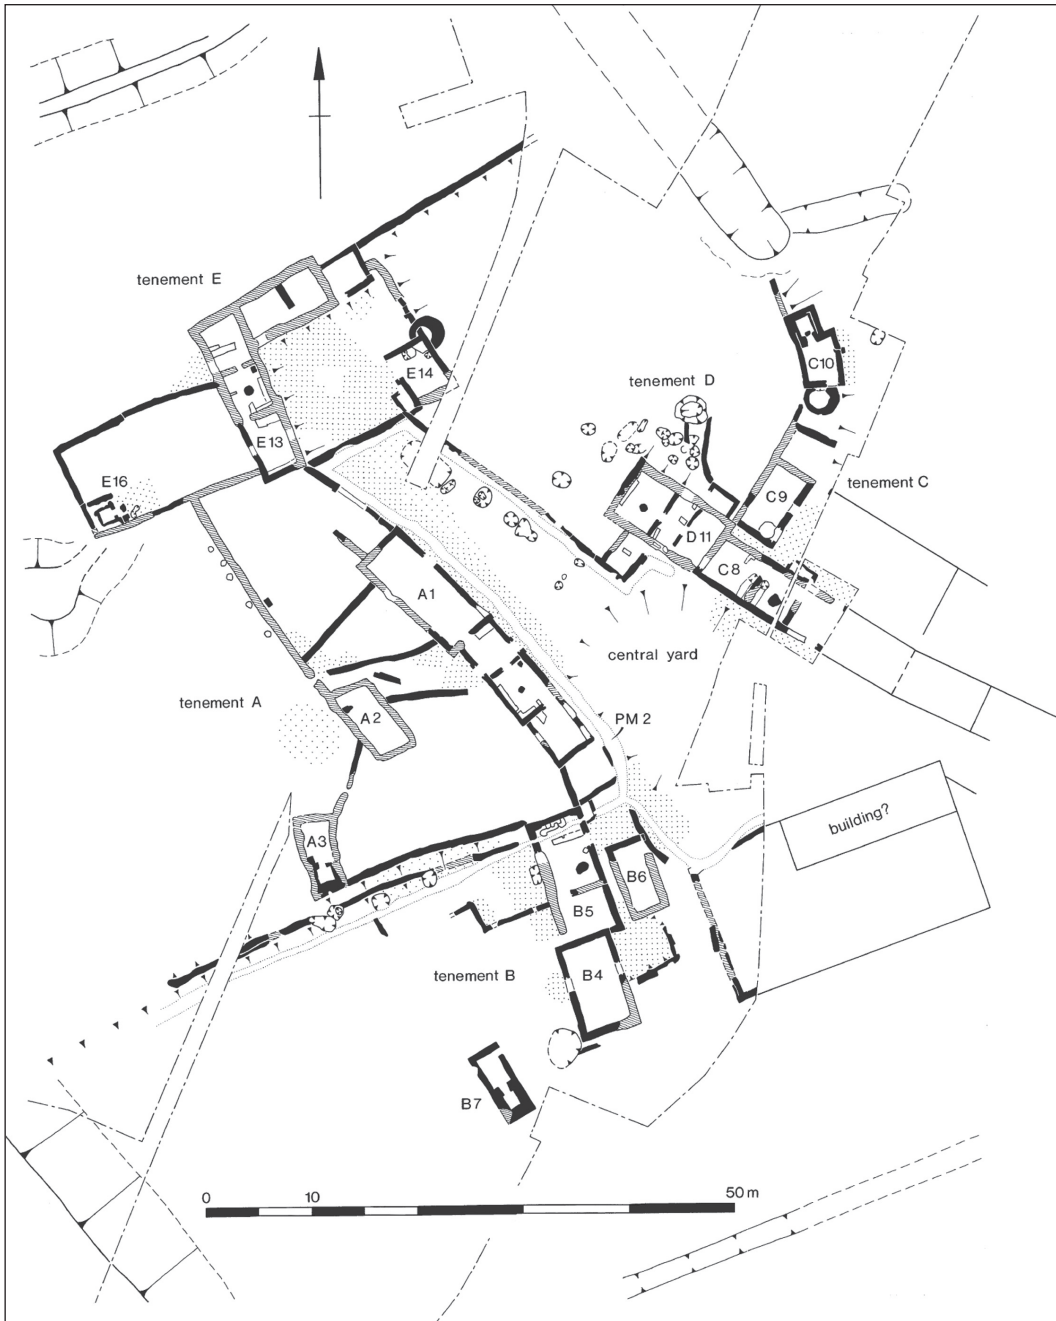 tenement E
E14
C10
tenement D
E13
E16
C9
tenement C
D11
C8
A1
central yard
tenement A
A2
PM 2
building?
A3
B6
B5
tenement B
B4
B7
0 10 50 m